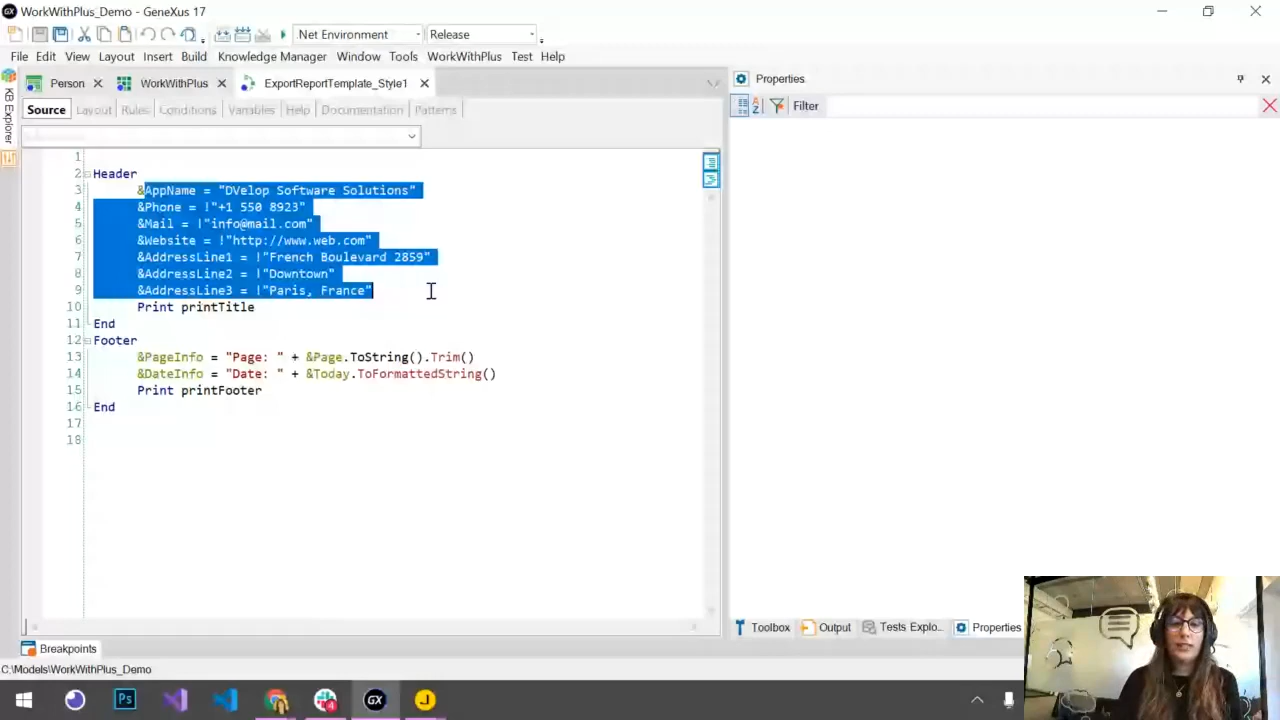 WorkWithPlus_Demo - GeneXus 17
.Net Environment
Release
File Edit View Layout Insert Build Knowledge Manager Window Tools WorkWithPlus Test Help
Person
WorkWithPlus
ExportReportTemplate_Style1
Properties
KB Explorer
Source Layout Rules Conditions Variables Help Documentation Patterns
Filter
1
2 Header
3 &AppName = "DVelop Software Solutions"
4 &Phone = !"+1 550 8923"
5 &Mail = !"info@mail.com"
6 &Website = !"http://www.web.com"
7 &AddressLine1 = !"French Boulevard 2859"
8 &AddressLine2 = !"Downtown"
9 &AddressLine3 = !"Paris, France"
10 Print printTitle
11 End
12 Footer
13 &PageInfo = "Page: " + &Page.ToString().Trim()
14 &DateInfo = "Date: " + &Today.ToFormattedString()
15 Print printFooter
16 End
17
18
Toolbox Output Tests Explo... Properties
Breakpoints
C:\Models\WorkWithPlus_Demo
Ps
GX
J
4